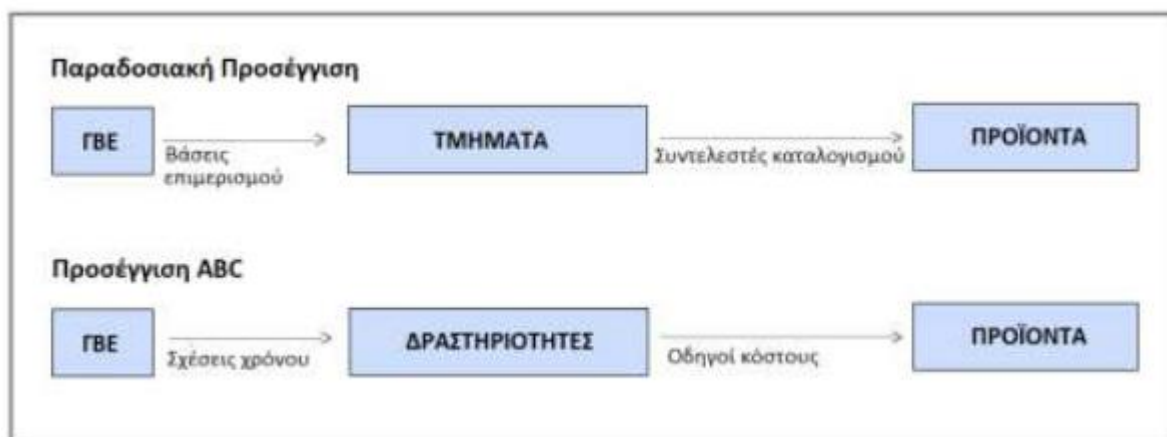 Παραδοσιακή Προσέγγιση
ΓΒΕ
Βάσεις
επιμερισμού
ΤΜΗΜΑΤΑ
Συντελεστές καταλογισμού
ΠΡΟΪΟΝΤΑ
Προσέγγιση ABC
ΓΒΕ
Σχέσεις χρόνου
ΔΡΑΣΤΗΡΙΟΤΗΤΕΣ
Οδηγοί κόστους
ΠΡΟΪΟΝΤΑ